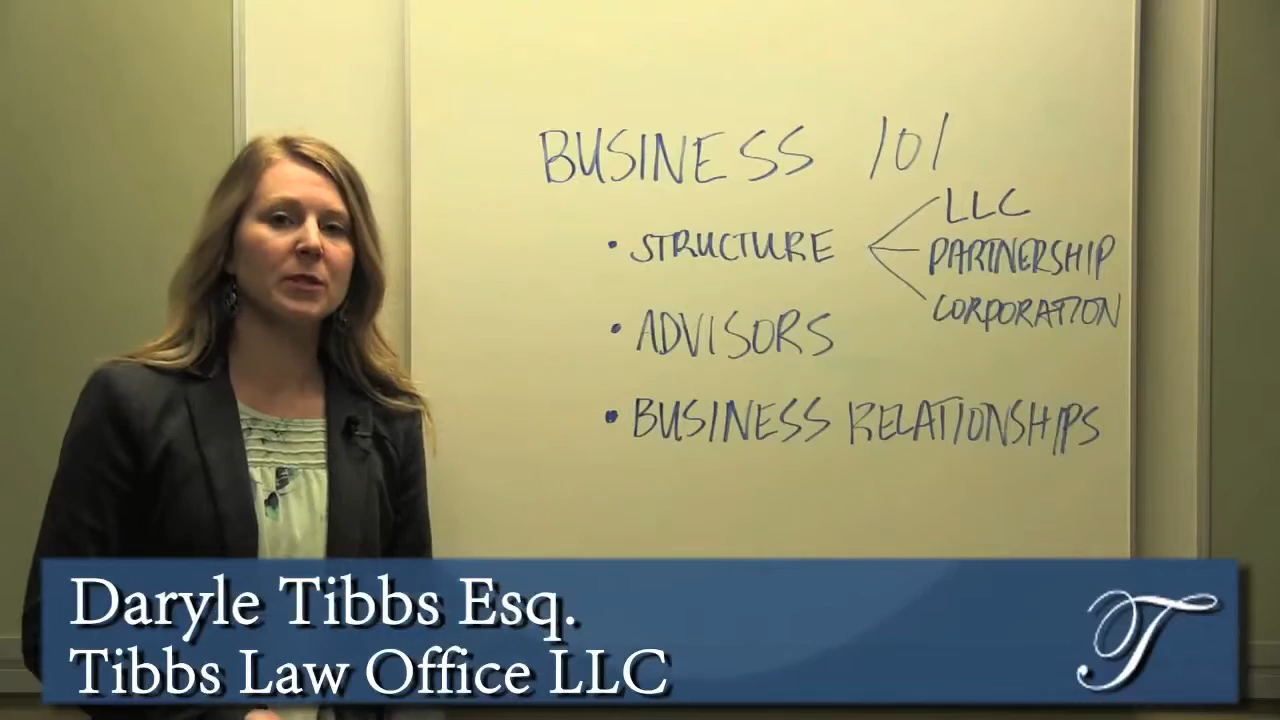 BUSINESS 101
• STRUCTURE
LLC
PARTNERSHIP
CORPORATION
• ADVISORS
• BUSINESS RELATIONSHIPS
Daryle Tibbs Esq.
Tibbs Law Office LLC
T